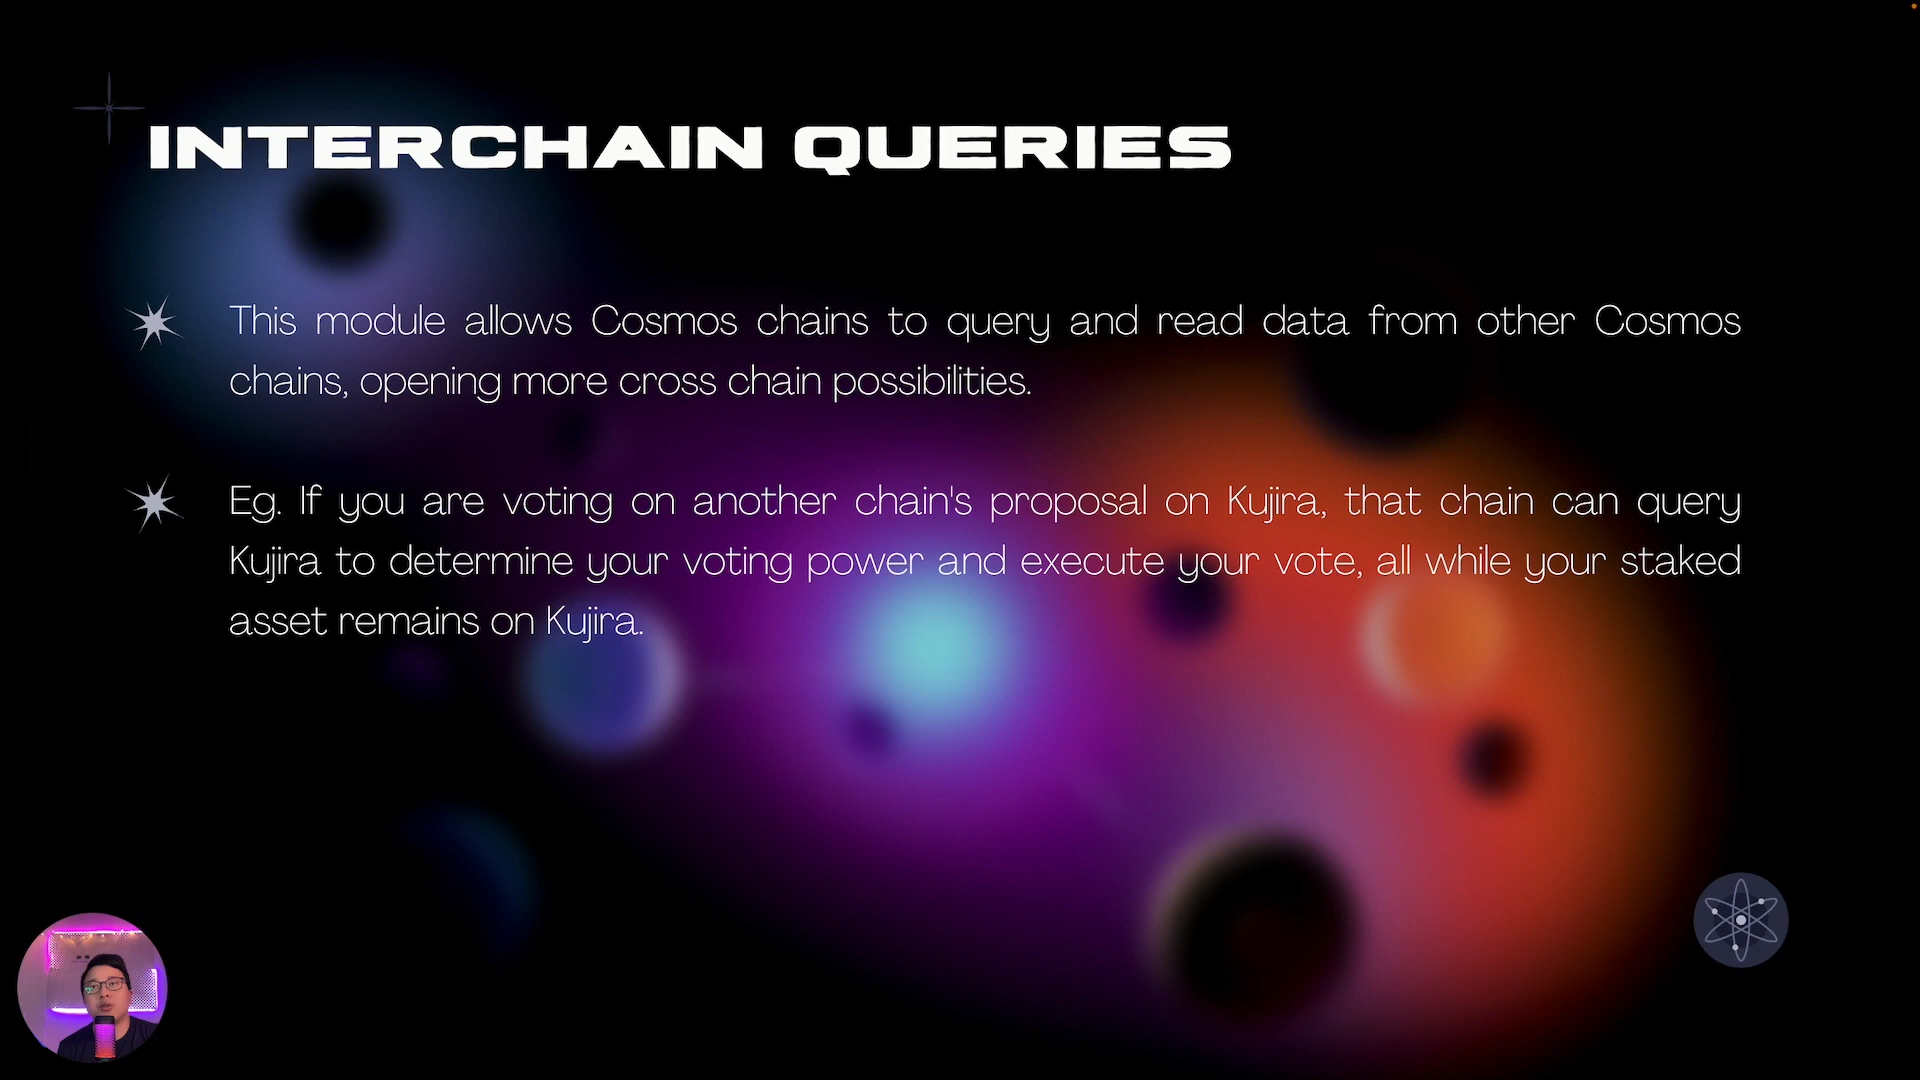 INTERCHAIN QUERIES
This module allows Cosmos chains to query and read data from other Cosmos
chains, opening more cross chain possibilities.
Eg. If you are voting on another chain's proposal on Kujira, that chain can query
Kujira to determine your voting power and execute your vote, all while your staked
asset remains on Kujira.